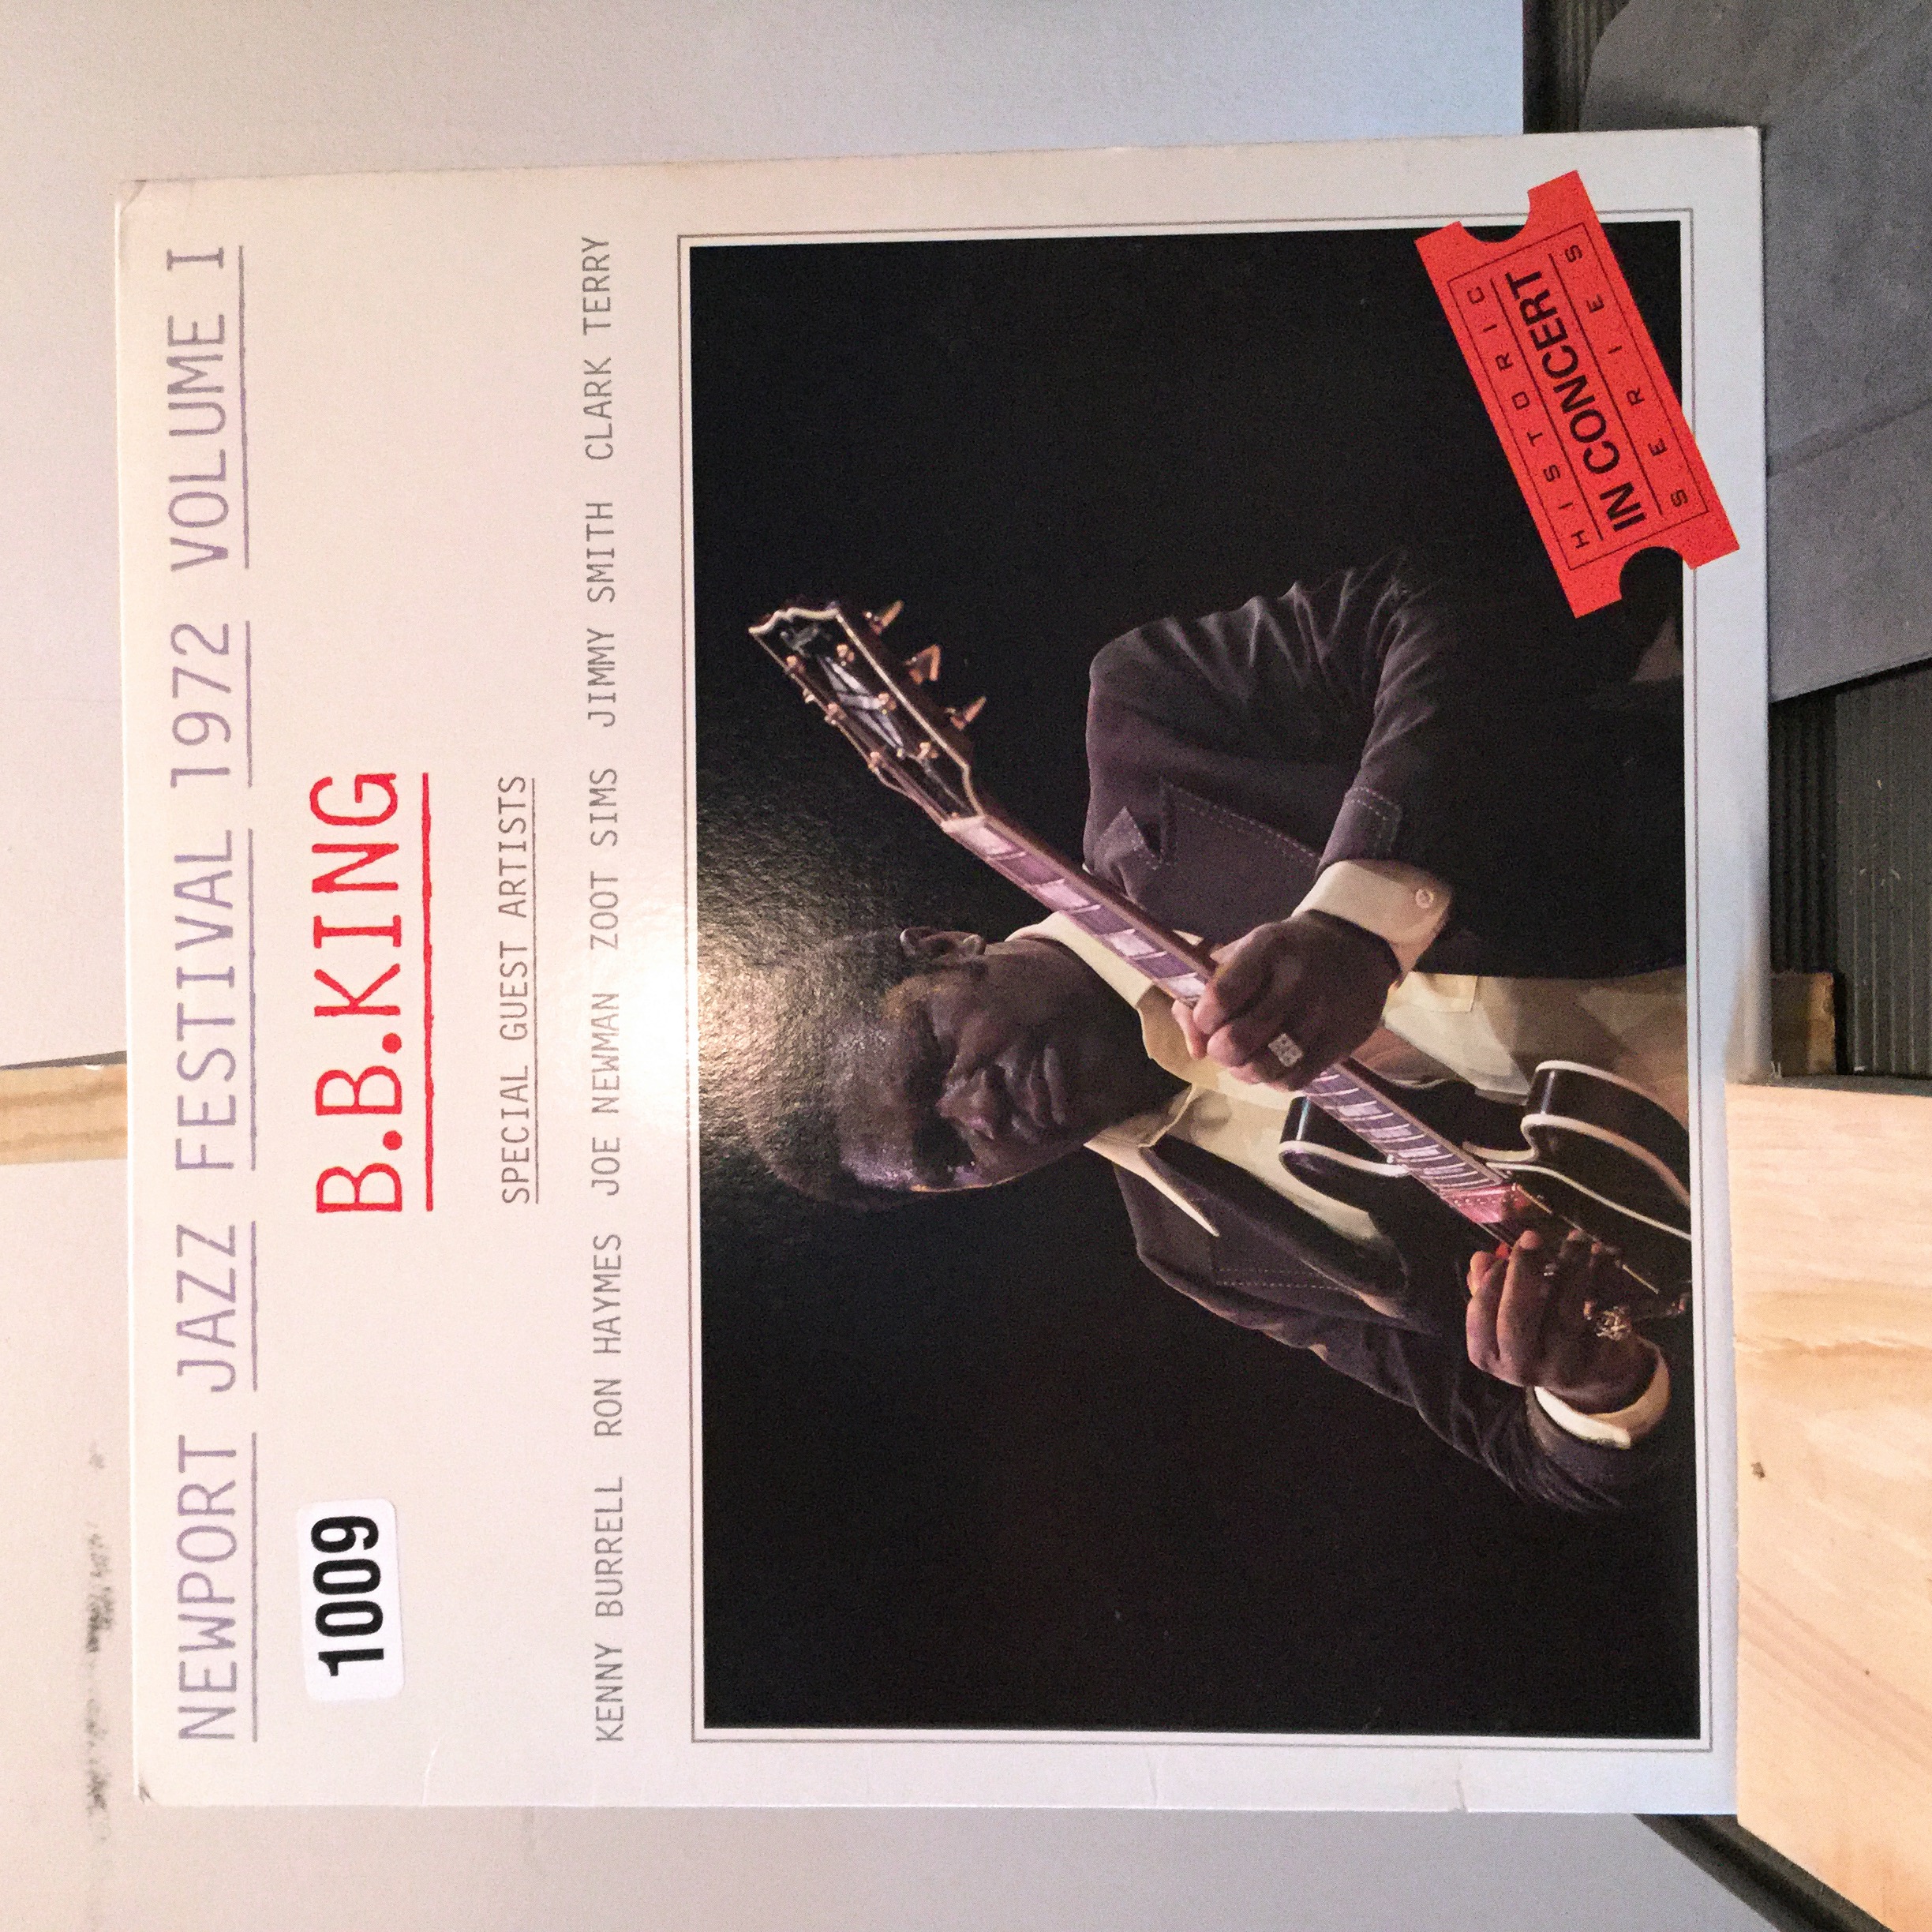 NEWPORT JAZZ FESTIVAL 1972 VOLUME I
1009
B.B.KING
SPECIAL GUEST ARTISTS
KENNY BURRELL RON HAYMES JOE NEWMAN ZOOT SIMS JIMMY SMITH CLARK TERRY
HISTORIC
IN CONCERT
SERIES